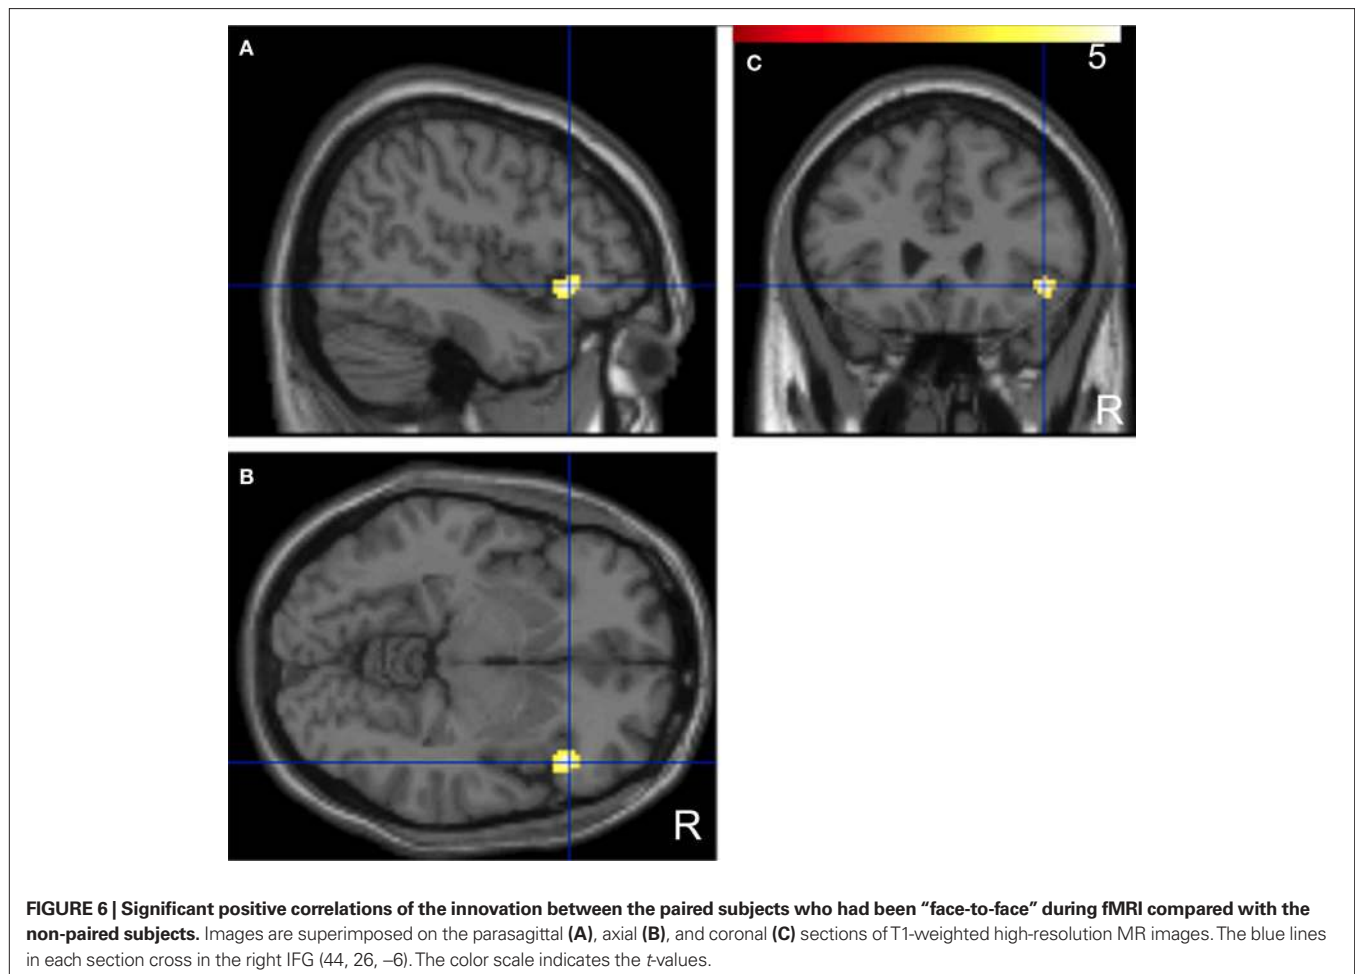 A
C
5
R
B
R
FIGURE 6 | Significant positive correlations of the innovation between the paired subjects who had been “face-to-face” during fMRI compared with the
non-paired subjects. Images are superimposed on the parasagittal (A), axial (B), and coronal (C) sections of T1-weighted high-resolution MR images. The blue lines
in each section cross in the right IFG (44, 26, –6). The color scale indicates the t-values.